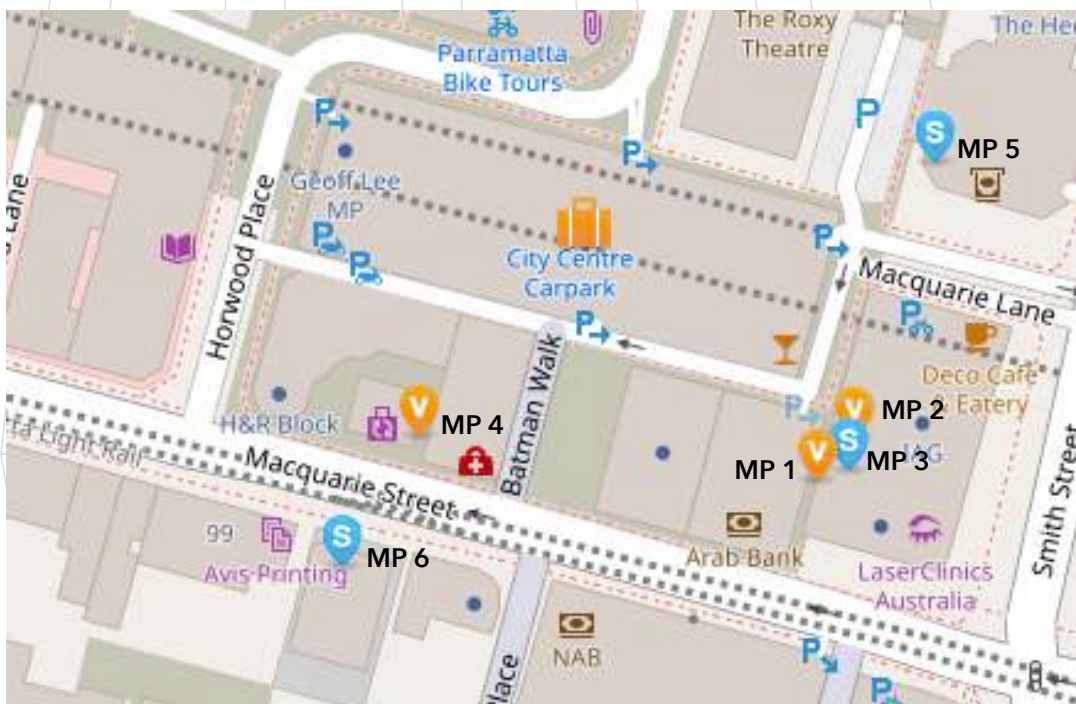 The Roxy
Theatre
The He
Parramatta
Bike Tours
P
S
MP 5
P
P
Geoff Lee
MP
Lane
Horwood Place
P
P
P
City Centre
Carpark
P
Macquarie Lane
P
Batman Walk
Deco Cafe
& Eatery
P
V
MP 2
V
MP 4
H&R Block
S
MP 3
V
MP 1
Light Rail
Macquarie Street
Smith Street
99
S
MP 6
Avis Printing
Arab Bank
LaserClinics
Australia
NAB
P
P
Place